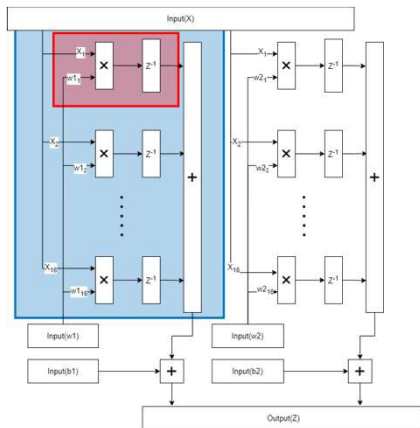 Input(X)
X₁ × Z⁻¹ X₁ × Z⁻¹
w1₁ w2₁
X₂ × Z⁻¹ X₂ × Z⁻¹
w1₂ + w2₂ +
X₁₆ × Z⁻¹ X₁₆ × Z⁻¹
w1₁₆ w2₁₆
Input(w1) Input(w2)
Input(b1) + Input(b2) +
Output(Z)